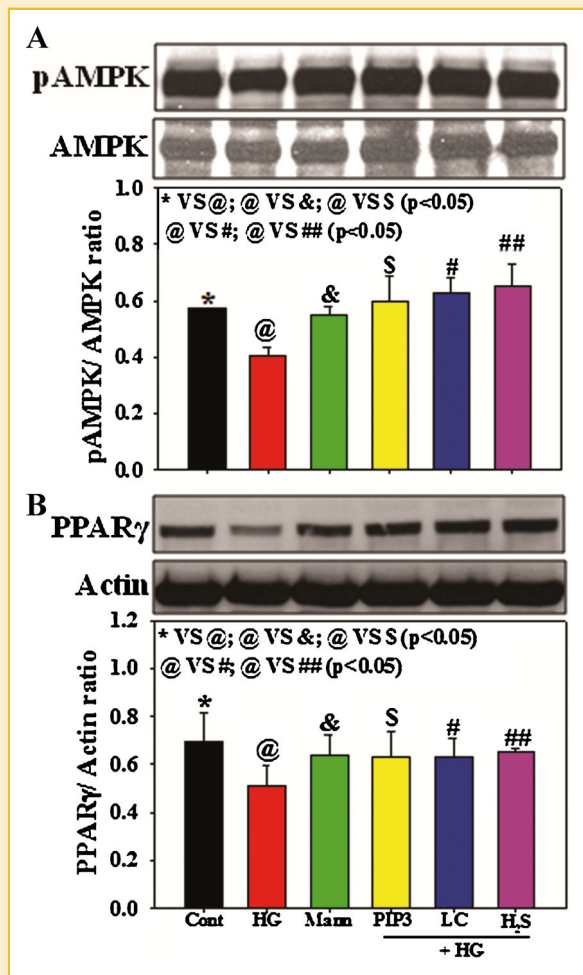 A
pAMPK
AMPK
pAMPK/ AMPK ratio
1.0
0.8
0.6
0.4
0.2
0.0
* VS @; @ VS &; @ VS $ (p<0.05)
@ VS #; @ VS ## (p<0.05)
*
@
&
$
#
##
B
PPARγ
Actin
PPARγ/ Actin ratio
1.2
1.0
0.8
0.6
0.4
0.2
0.0
* VS @; @ VS &; @ VS $ (p<0.05)
@ VS #; @ VS ## (p<0.05)
*
@
&
$
#
##
Cont HG Mann PIP3 LC H₂S
+ HG